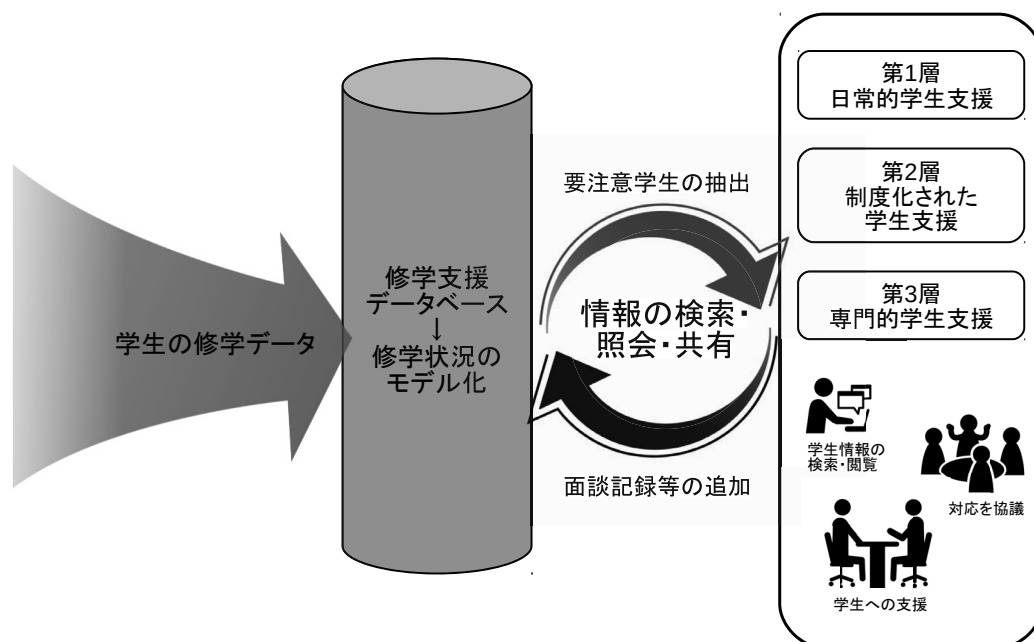 学生の修学データ
修学支援
データベース
↓
修学状況の
モデル化
要注意学生の抽出
情報の検索・
照会・共有
面談記録等の追加
第1層
日常的学生支援
第2層
制度化された
学生支援
第3層
専門的学生支援
学生情報の
検索・閲覧
対応を協議
学生への支援